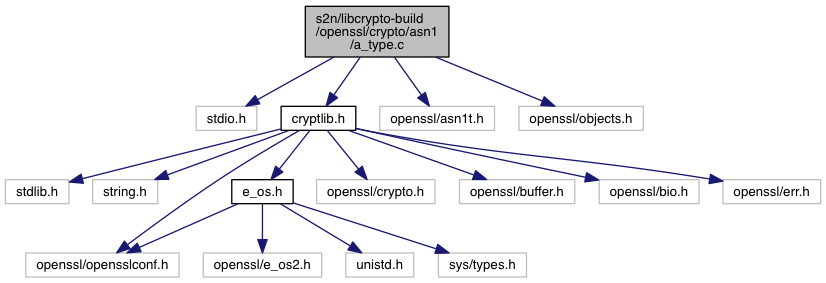 s2n/libcrypto-build
/openssl/crypto/asn1
/a_type.c
stdio.h
cryptlib.h
openssl/asn1t.h
openssl/objects.h
stdlib.h
string.h
e_os.h
openssl/crypto.h
openssl/buffer.h
openssl/bio.h
openssl/err.h
openssl/opensslconf.h
openssl/e_os2.h
unistd.h
sys/types.h